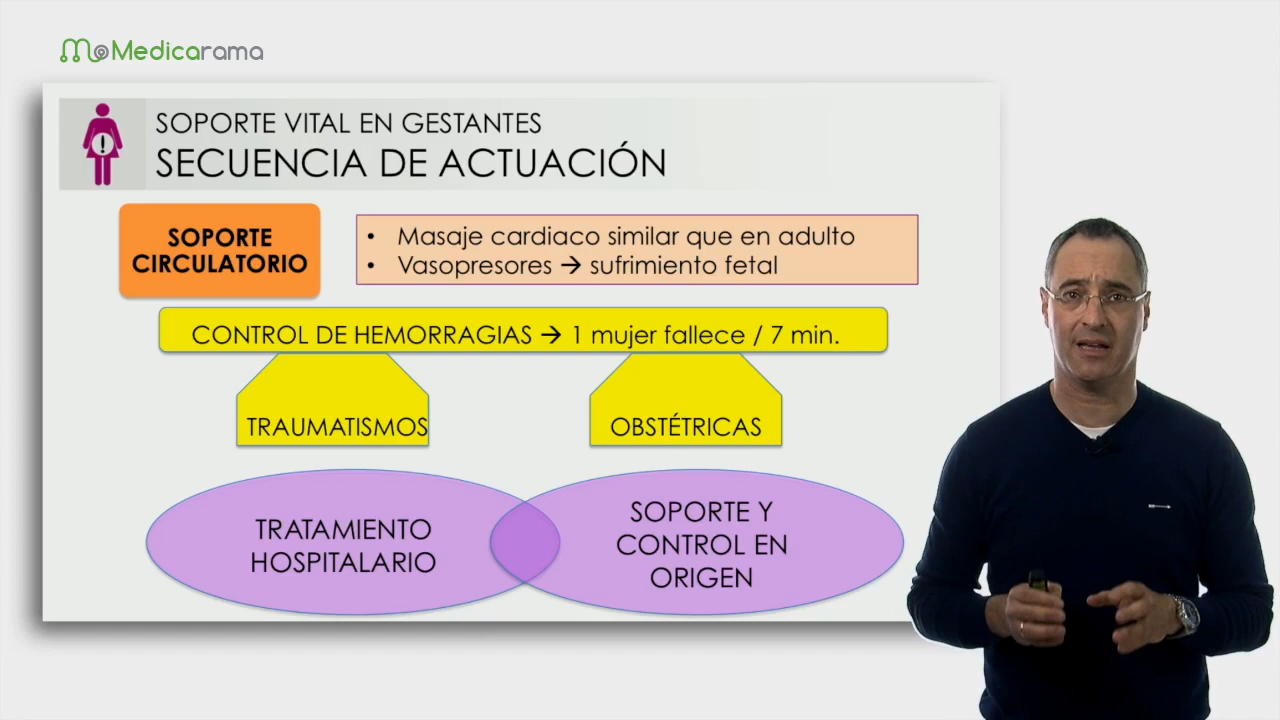 Medicarama
SOPORTE VITAL EN GESTANTES
SECUENCIA DE ACTUACIÓN
SOPORTE
CIRCULATORIO
• Masaje cardiaco similar que en adulto
• Vasopresores → sufrimiento fetal
CONTROL DE HEMORRAGIAS → 1 mujer fallece / 7 min.
TRAUMATISMOS
OBSTÉTRICAS
TRATAMIENTO
HOSPITALARIO
SOPORTE Y
CONTROL EN
ORIGEN